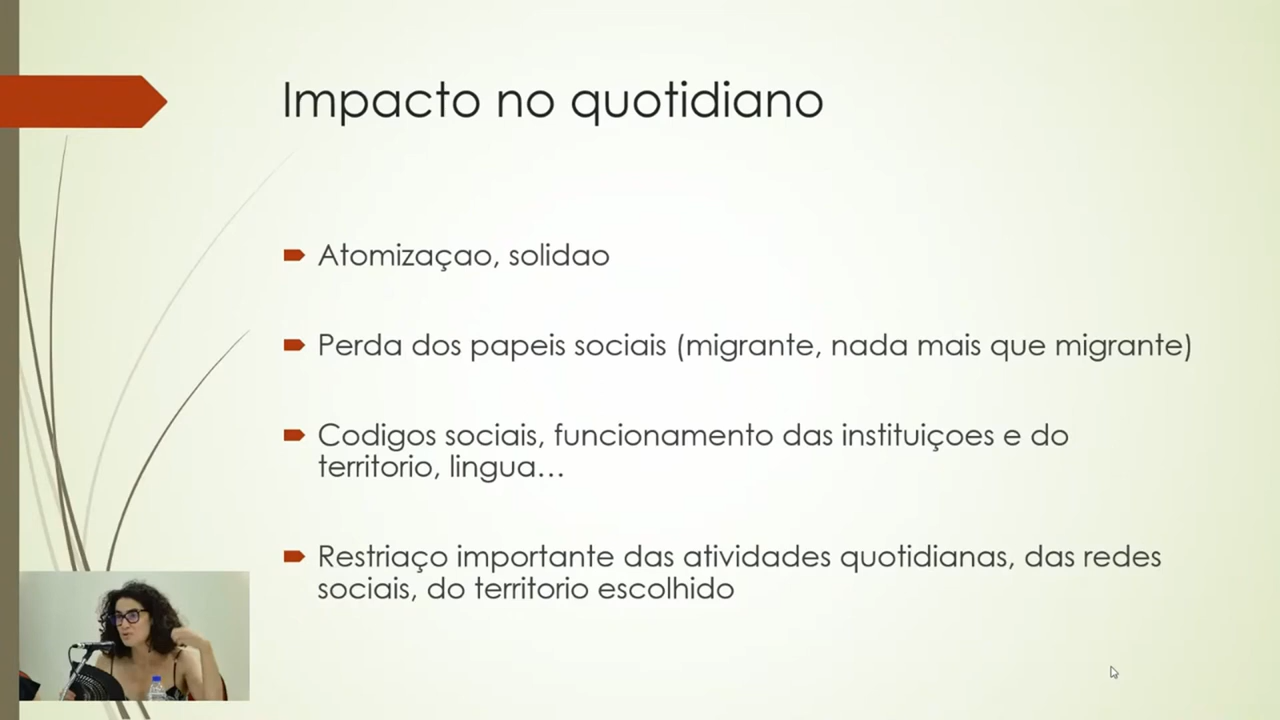 Impacto no quotidiano
Atomizaçao, solidao
Perda dos papeis sociais (migrante, nada mais que migrante)
Codigos sociais, funcionamento das instituiçoes e do
territorio, lingua...
Restriaço importante das atividades quotidianas, das redes
sociais, do territorio escolhido